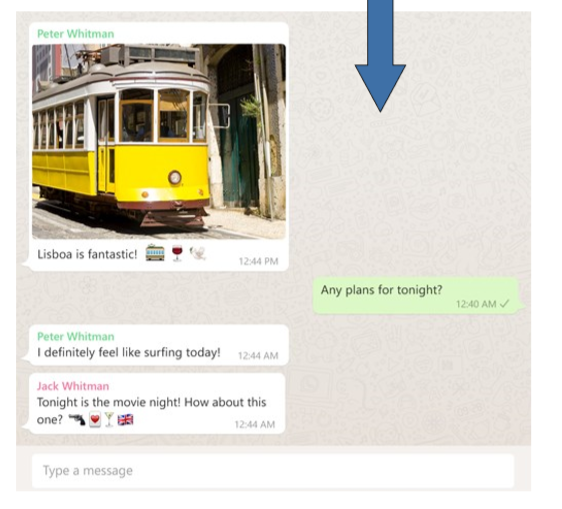 Peter Whitman
Lisboa is fantastic! 🚋 🍷 🕊
12:44 PM
Any plans for tonight?
12:40 AM ✓
Peter Whitman
I definitely feel like surfing today!
12:44 AM
Jack Whitman
Tonight is the movie night! How about this
one? 🔫 💌 🍸 🇬🇧
12:44 AM
Type a message